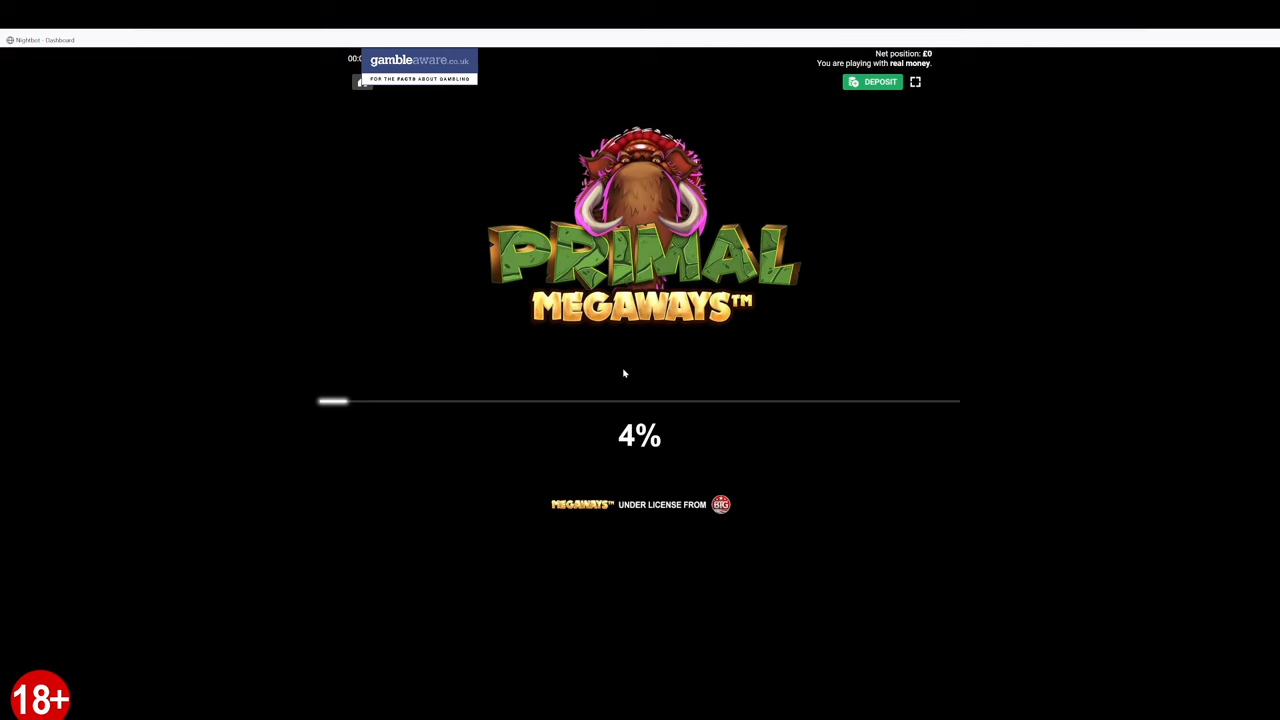 Nightbot - Dashboard
gambleaware.co.uk
FOR THE FACTS ABOUT GAMBLING
Net position: £0
You are playing with real money.
DEPOSIT
PRIMAL
MEGAWAYS™
4%
MEGAWAYS™ UNDER LICENSE FROM BTG
18+